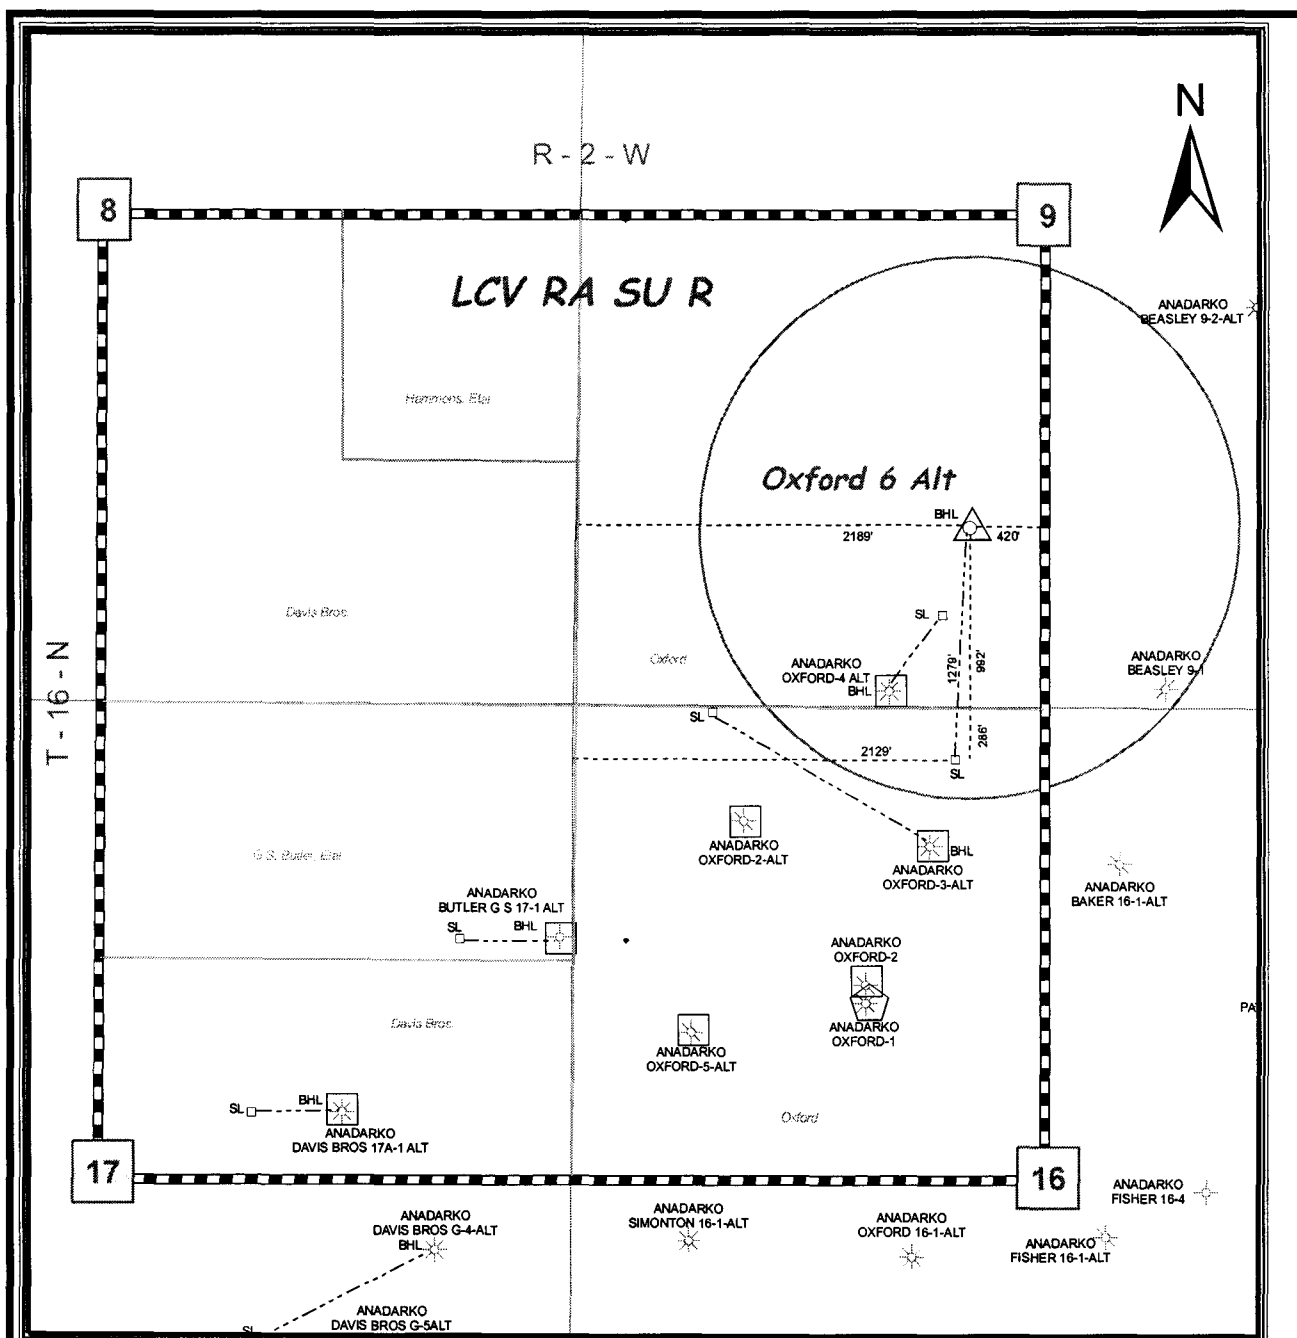 N
R - 2 - W
8
9
LCV RA SU R
ANADARKO
BEASLEY 9-2-ALT
Hammons, Etal
Oxford 6 Alt
BHL
2189'
420'
Davis Bros.
SL
T - 16 - N
Oxford
ANADARKO
OXFORD-4 ALT
BHL
1279'
992'
ANADARKO
BEASLEY 9-1
SL
286'
2129'
SL
ANADARKO
OXFORD-2-ALT
BHL
ANADARKO
OXFORD-3-ALT
G.S. Butler, Etal
ANADARKO
BAKER 16-1-ALT
ANADARKO
BUTLER G S 17-1 ALT
SL
BHL
ANADARKO
OXFORD-2
ANADARKO
OXFORD-1
PA
Davis Bros.
ANADARKO
OXFORD-5-ALT
SL
BHL
ANADARKO
DAVIS BROS 17A-1 ALT
Oxford
17
16
ANADARKO
FISHER 16-4
ANADARKO
DAVIS BROS G-4-ALT
BHL
ANADARKO
SIMONTON 16-1-ALT
ANADARKO
OXFORD 16-1-ALT
ANADARKO
FISHER 16-1-ALT
SL
ANADARKO
DAVIS BROS G-5ALT